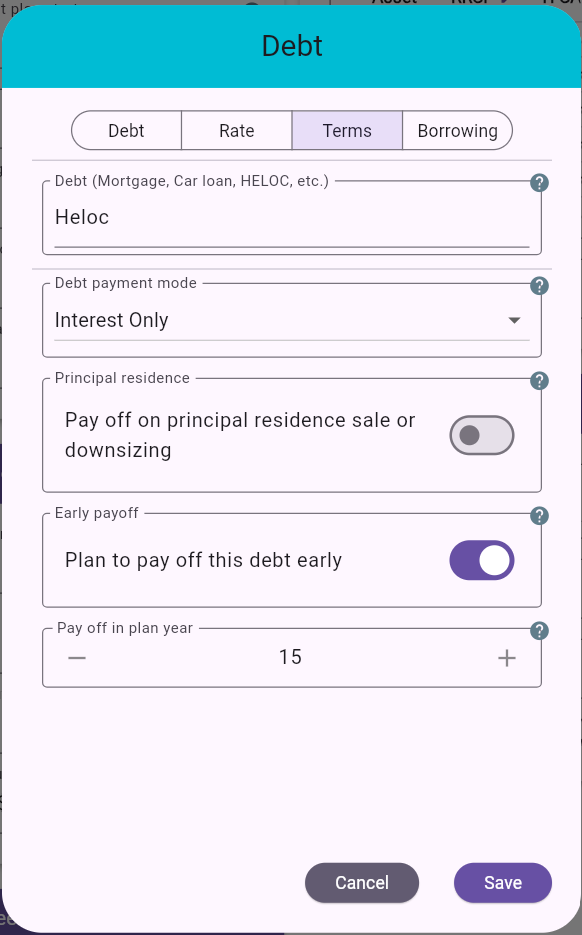 Debt
Debt Rate Terms Borrowing
Debt (Mortgage, Car loan, HELOC, etc.)
?
Heloc
Debt payment mode
?
Interest Only
Principal residence
?
Pay off on principal residence sale or
downsizing
Early payoff
?
Plan to pay off this debt early
Pay off in plan year
?
15
Cancel Save